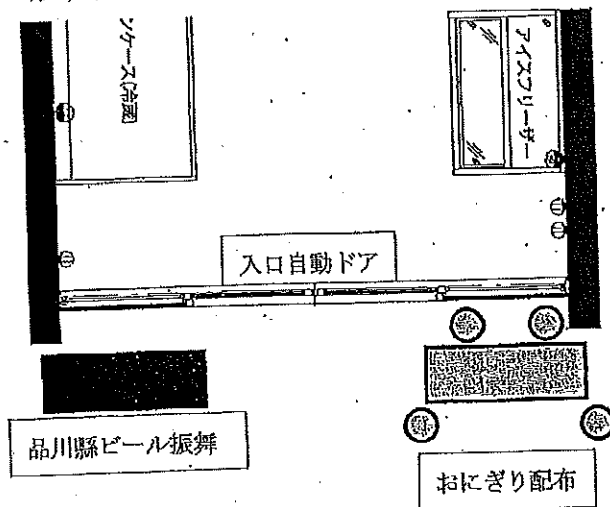 ンケース(冷蔵)
アイスフリーザー
入口自動ドア
品川縣ビール振舞
おにぎり配布